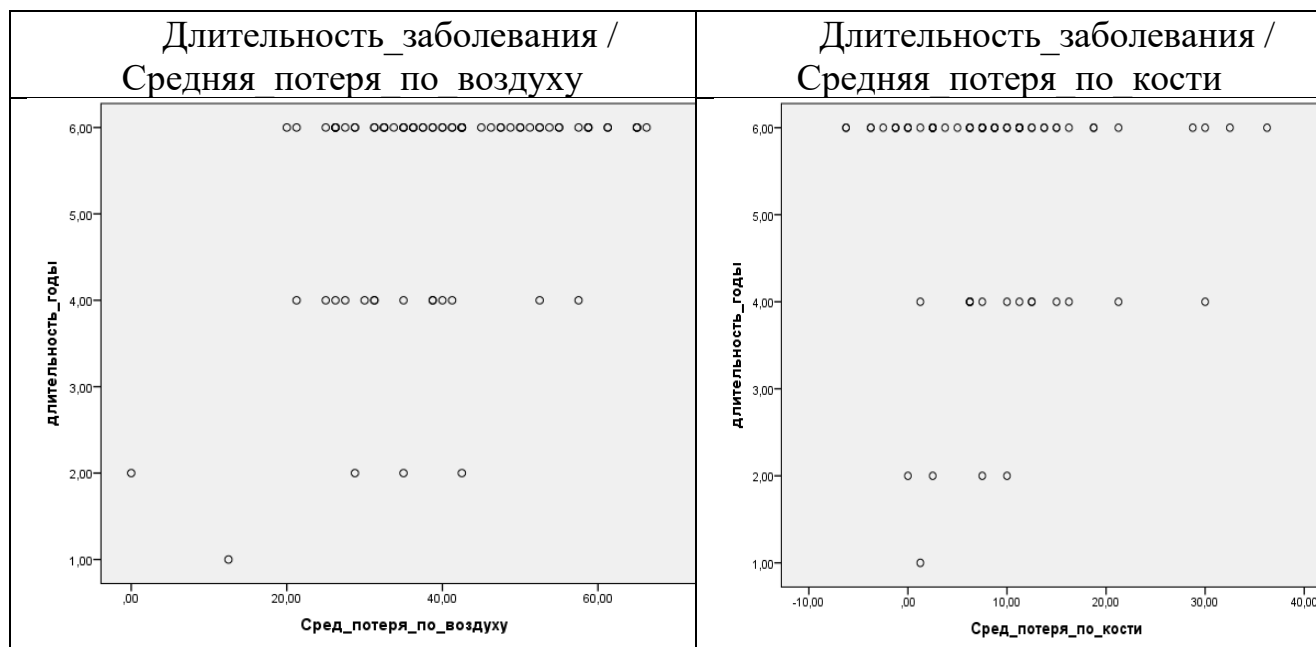 Длительность_заболевания /
Средняя_потеря_по_воздуху
Длительность_заболевания /
Средняя_потеря_по_кости
6,00
5,00
4,00
3,00
2,00
1,00
длительность_годы
,00
20,00
40,00
60,00
Сред_потеря_по_воздуху
6,00
5,00
4,00
3,00
2,00
1,00
длительность_годы
-10,00
,00
10,00
20,00
30,00
40,00
Сред_потеря_по_кости